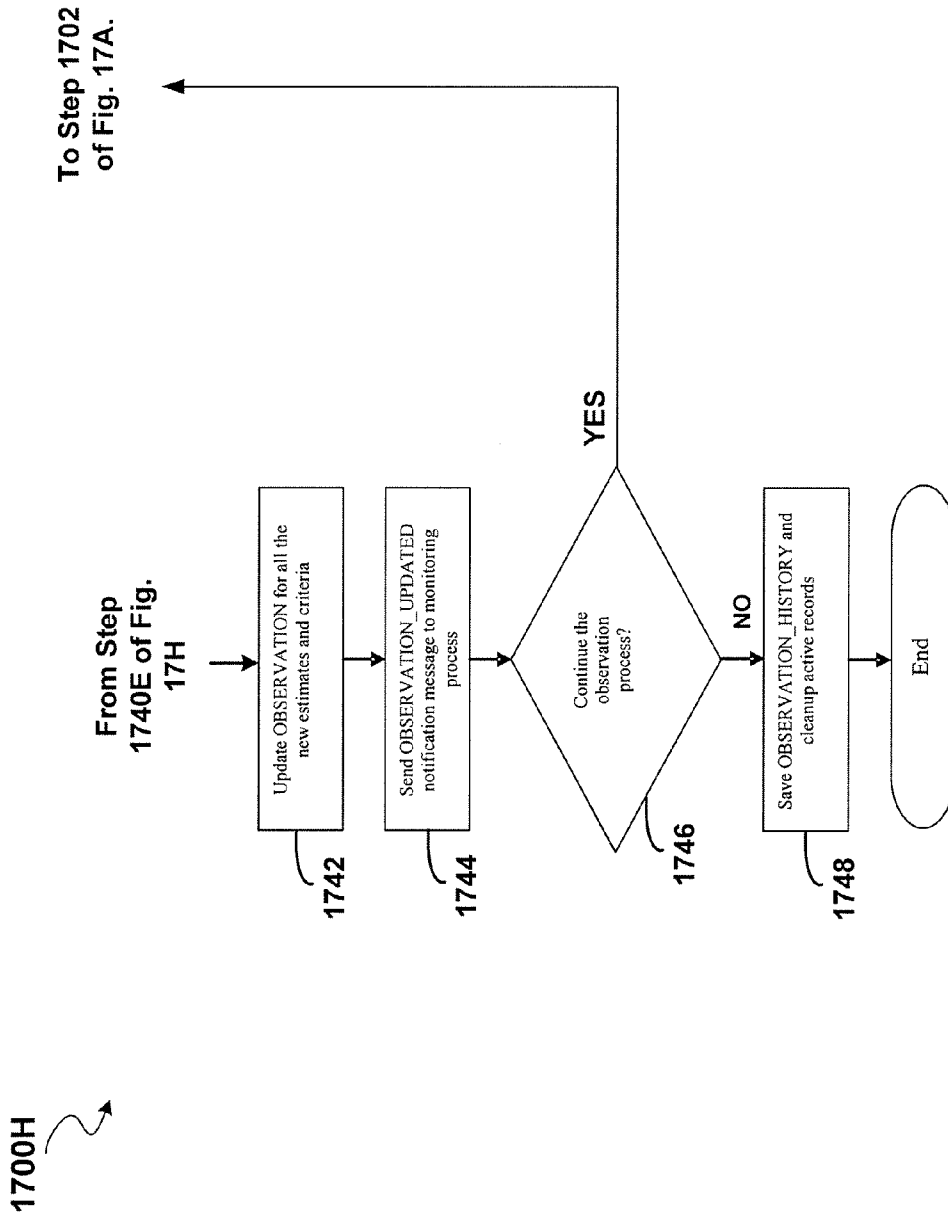 1700H
From Step
1740E of Fig.
17H
To Step 1702
of Fig. 17A.
Update OBSERVATION for all the
new estimates and criteria
1742
Send OBSERVATION_UPDATED
notification message to monitoring
process
1744
Continue the
observation
process?
1746
YES
NO
Save OBSERVATION_HISTORY and
cleanup active records
1748
End